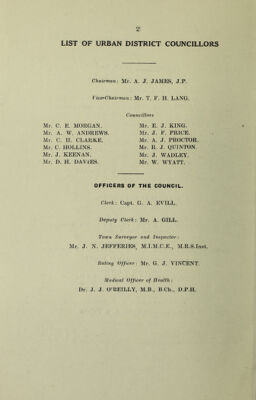 2
LIST OF URBAN DISTRICT COUNCILLORS
Chairman: Mr. A. J. JAMES, J.P.
Vice-Chairman: Mr. T. F. H. LANG.
Councillors
Mr. C. E. MORGAN. Mr. E. J. KING.
Mr. A. W. ANDREWS. Mr. J. F. PRICE.
Mr. C. H. CLARKE. Mr. A. J. PROCTOR.
Mr. C. HOLLINS. Mr. R. J. QUINTON.
Mr. J. KEENAN. Mr. J. WADLEY.
Mr. D. H. DAVIES. Mr. W. WYATT.
OFFICERS OF THE COUNCIL.
Clerk: Capt. G. A. EVILL.
Deputy Clerk: Mr. A. GILL.
Town Surveyor and Inspector:
Mr. J. N. JEFFERIES, M.I.M.C.E., M.R.S.Inst.
Rating Officer: Mr. G. J. VINCENT.
Medical Officer of Health:
Dr. J. J. O'REILLY, M.B., B.Ch., D.P.H.